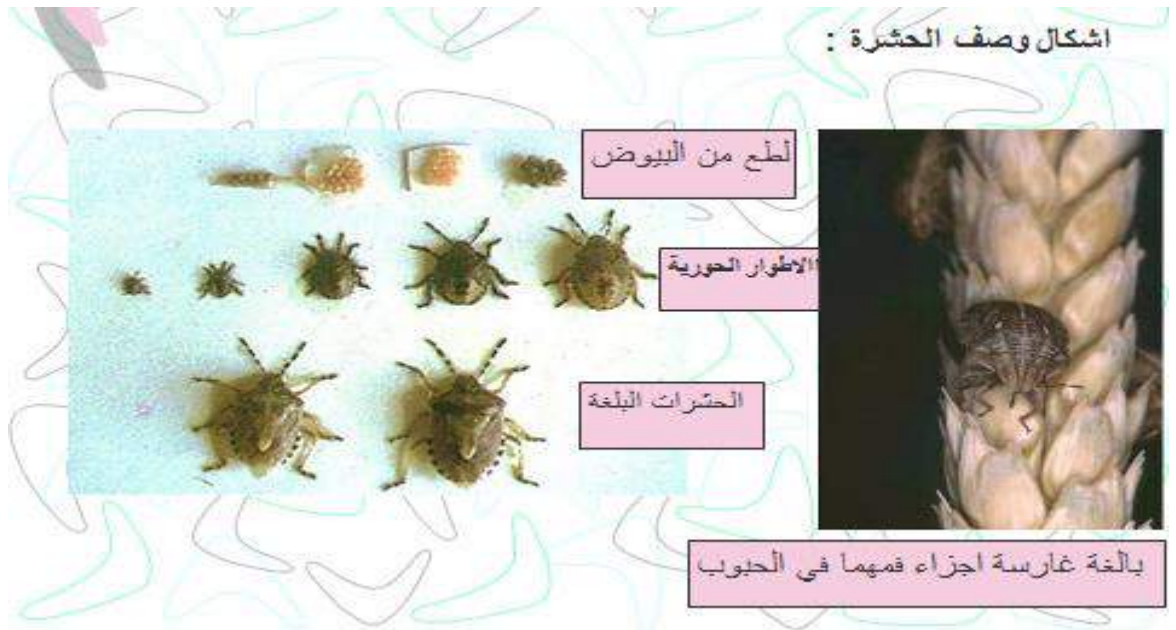 اشكال وصف الحشرة :
لطع من البيوض
الاطوار الحورية
الحشرات البلغة
بالغة غارسة اجزاء فمهما في الحبوب